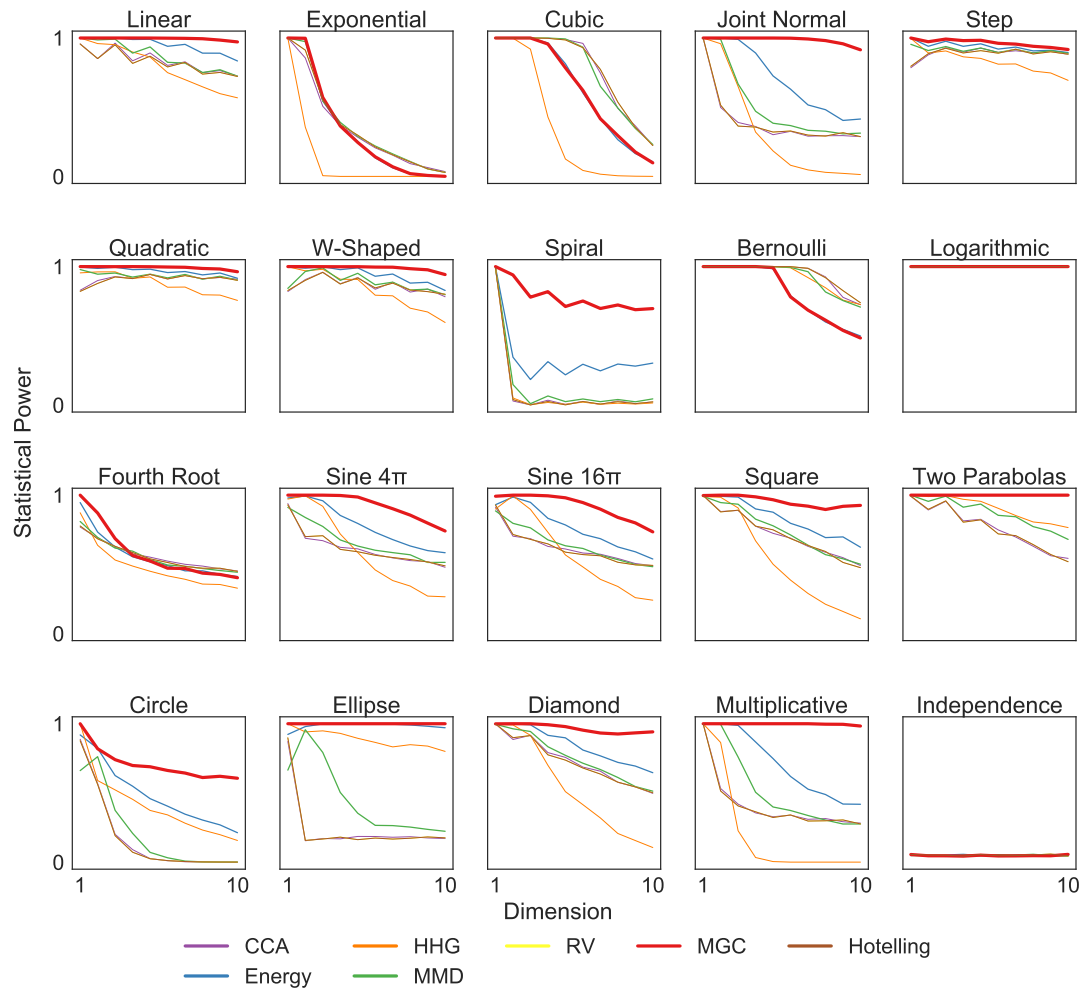 Linear Exponential Cubic Joint Normal Step
1
0
Quadratic W-Shaped Spiral Bernoulli Logarithmic
1
0
Statistical Power
Fourth Root Sine 4π Sine 16π Square Two Parabolas
1
0
Circle Ellipse Diamond Multiplicative Independence
1
0
1 10 1 10 1 10 1 10 1 10
Dimension
CCA HHG RV MGC Hotelling
Energy MMD